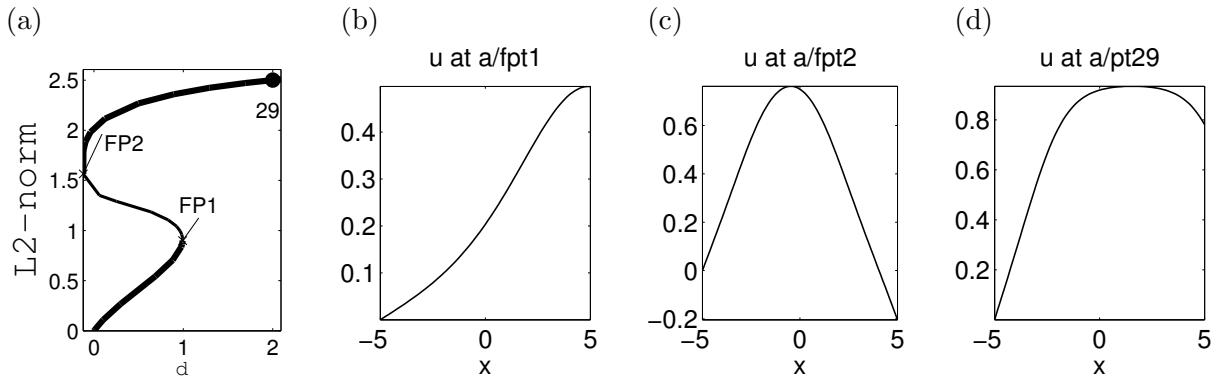 (a)
L2-norm
2.5
2
1.5
1
0.5
0
0
1
2
d
29
FP2
FP1
(b)
u at a/fpt1
0.4
0.3
0.2
0.1
−5
0
5
x
(c)
u at a/fpt2
0.6
0.4
0.2
0
−0.2
−5
0
5
x
(d)
u at a/pt29
0.8
0.6
0.4
0.2
−5
0
5
x